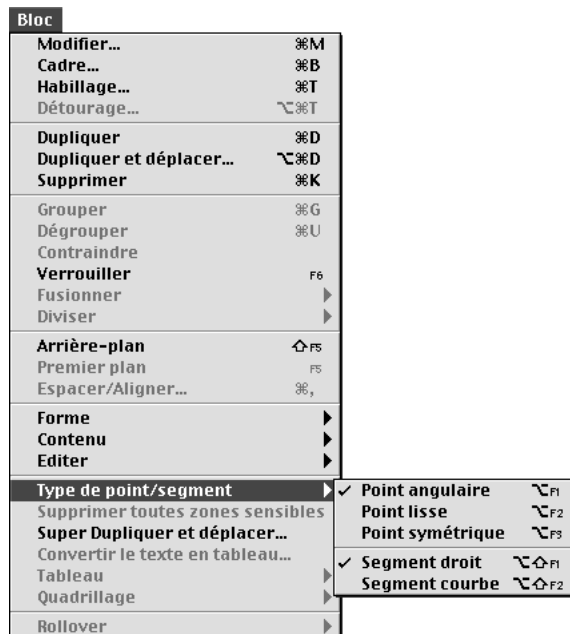 Bloc
Modifier... ⌘M
Cadre... ⌘B
Habillage... ⌘T
Détourage... ⌥⌘T
Dupliquer ⌘D
Dupliquer et déplacer... ⌥⌘D
Supprimer ⌘K
Grouper ⌘G
Dégrouper ⌘U
Contraindre
Verrouiller F6
Fusionner
Diviser
Arrière-plan ⇧F5
Premier plan F5
Espacer/Aligner... ⌘,
Forme
Contenu
Editer
Type de point/segment
Supprimer toutes zones sensibles
Super Dupliquer et déplacer...
Convertir le texte en tableau...
Tableau
Quadrillage
Rollover
✓ Point angulaire ⌥F1
Point lisse ⌥F2
Point symétrique ⌥F3
✓ Segment droit ⌥⇧F1
Segment courbe ⌥⇧F2